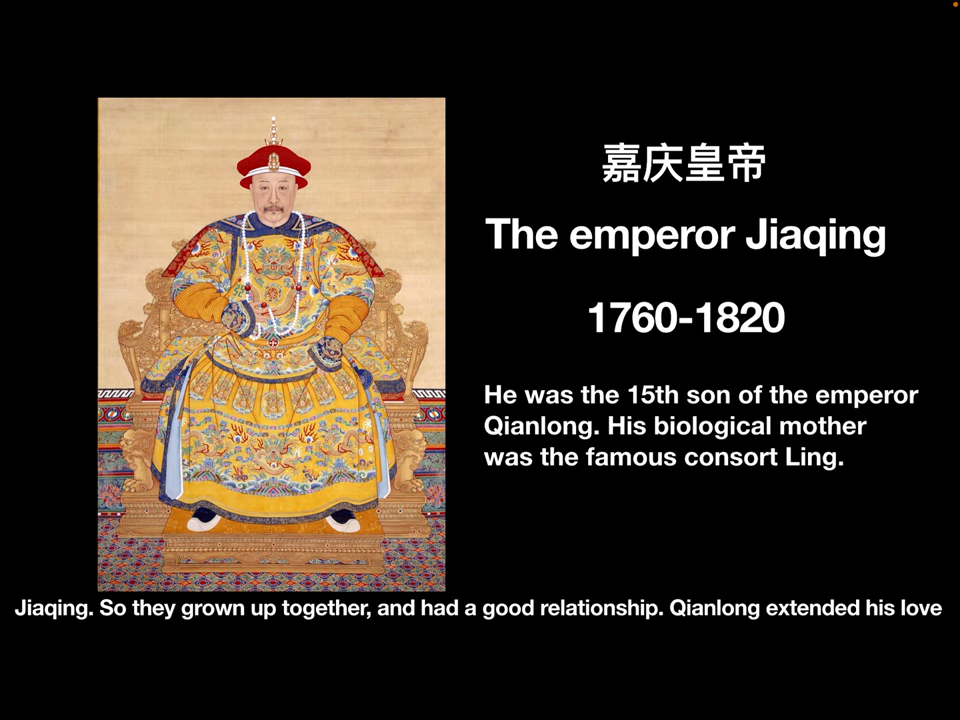 嘉庆皇帝
The emperor Jiaqing
1760-1820
He was the 15th son of the emperor
Qianlong. His biological mother
was the famous consort Ling.
Jiaqing. So they grown up together, and had a good relationship. Qianlong extended his love